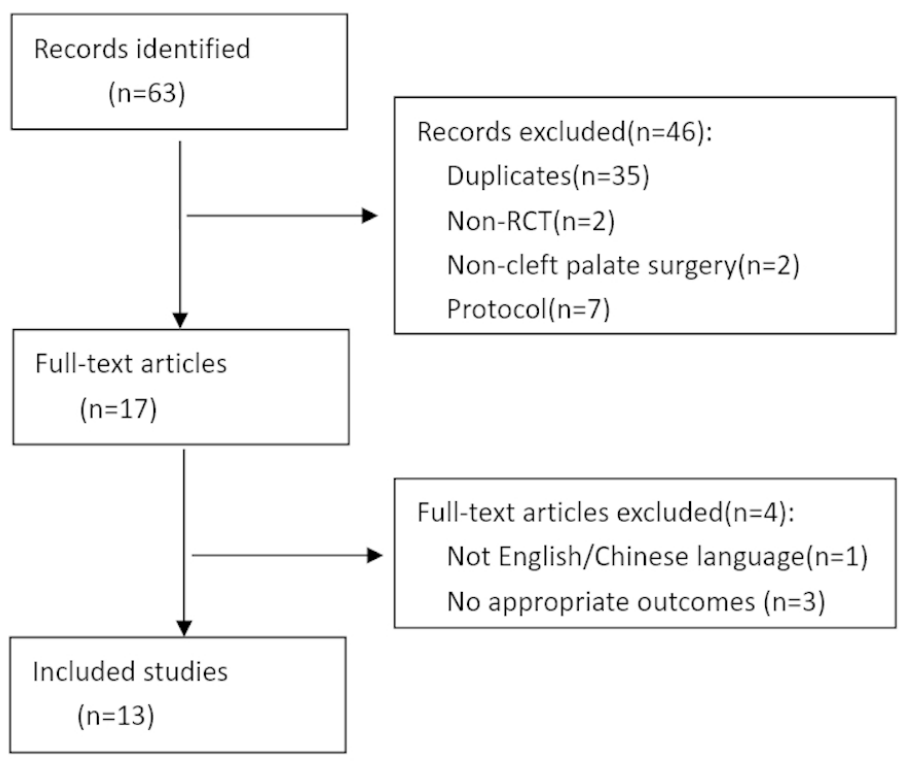 Records identified
(n=63)
Records excluded(n=46):
Duplicates(n=35)
Non-RCT(n=2)
Non-cleft palate surgery(n=2)
Protocol(n=7)
Full-text articles
(n=17)
Full-text articles excluded(n=4):
Not English/Chinese language(n=1)
No appropriate outcomes (n=3)
Included studies
(n=13)